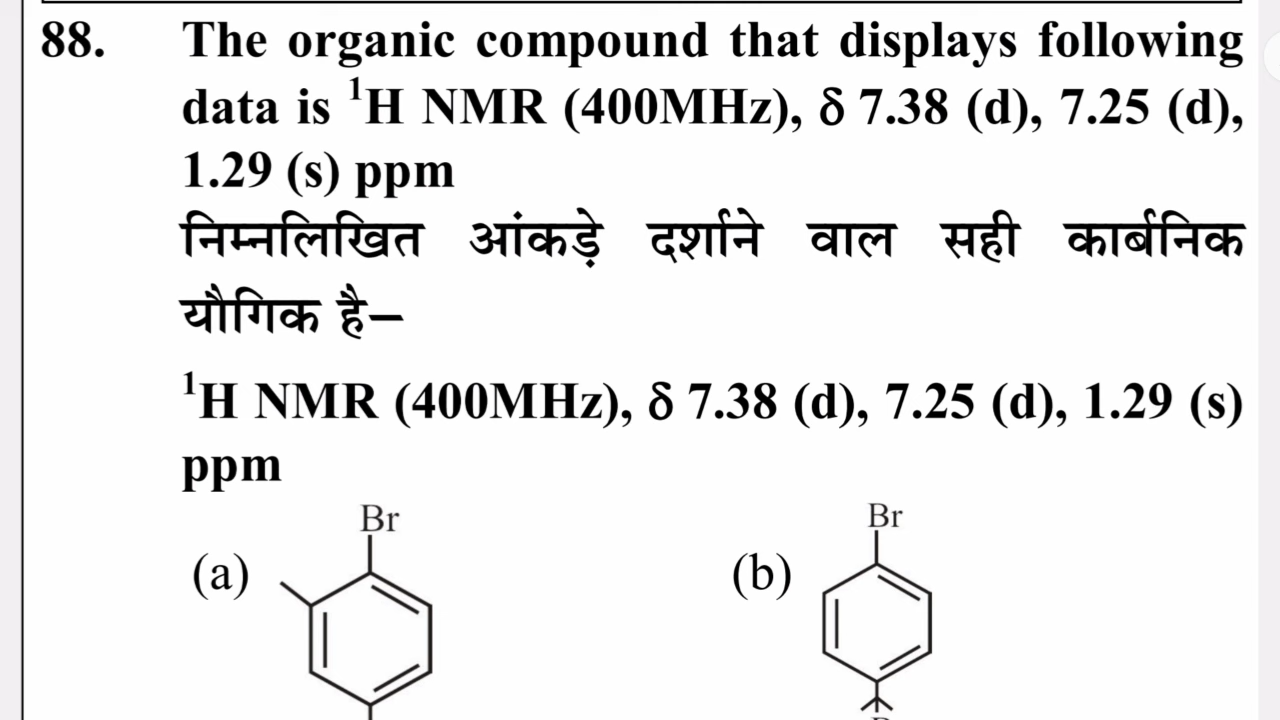 88. The organic compound that displays following
data is ¹H NMR (400MHz), δ 7.38 (d), 7.25 (d),
1.29 (s) ppm
निम्नलिखित आंकड़े दर्शाने वाल सही कार्बनिक
यौगिक है–
¹H NMR (400MHz), δ 7.38 (d), 7.25 (d), 1.29 (s)
ppm
(a) Br
(b) Br